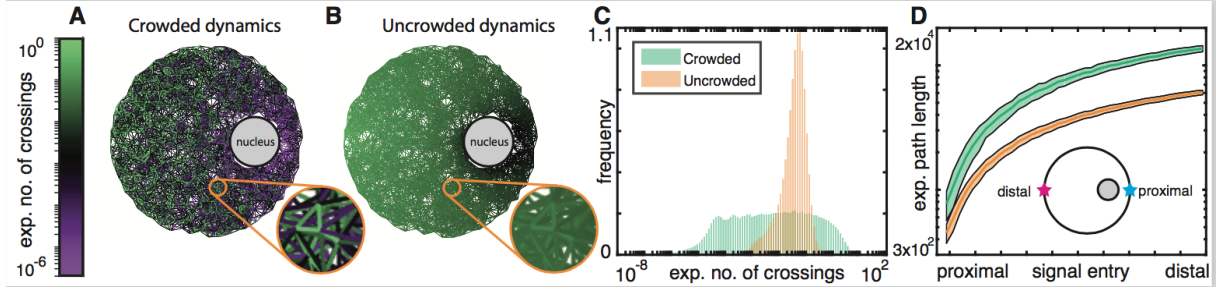 A
Crowded dynamics
10^0
exp. no. of crossings
10^-6
nucleus
B
Uncrowded dynamics
nucleus
C
1.1
frequency
0
Crowded
Uncrowded
10^-8
exp. no. of crossings
10^2
D
2x10^4
exp path length
3x10^2
distal
proximal
proximal
signal entry
distal